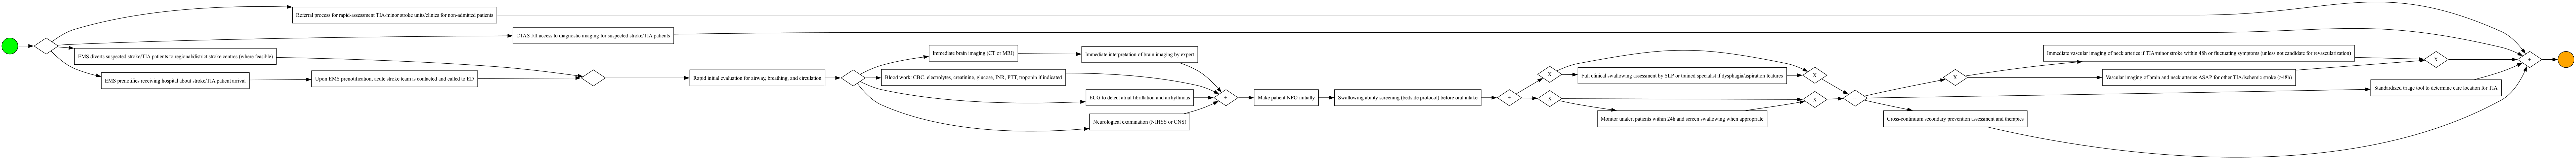 Referral process for rapid-assessment TIA/minor stroke units/clinics for non-admitted patients
CTAS I/II access to diagnostic imaging for suspected stroke/TIA patients
+
EMS diverts suspected stroke/TIA patients to regional/district stroke centres (where feasible)
EMS prenotifies receiving hospital about stroke/TIA patient arrival
Upon EMS prenotification, acute stroke team is contacted and called to ED
+
Rapid initial evaluation for airway, breathing, and circulation
+
Immediate brain imaging (CT or MRI)
Immediate interpretation of brain imaging by expert
Blood work: CBC, electrolytes, creatinine, glucose, INR, PTT, troponin if indicated
ECG to detect atrial fibrillation and arrhythmias
Neurological examination (NIHSS or CNS)
+
Make patient NPO initially
Swallowing ability screening (bedside protocol) before oral intake
+
X
Full clinical swallowing assessment by SLP or trained specialist if dysphagia/aspiration features
X
X
Monitor unalert patients within 24h and screen swallowing when appropriate
X
+
X
Immediate vascular imaging of neck arteries if TIA/minor stroke within 48h or fluctuating symptoms (unless not candidate for revascularization)
Vascular imaging of brain and neck arteries ASAP for other TIA/ischemic stroke (>48h)
X
Standardized triage tool to determine care location for TIA
Cross-continuum secondary prevention assessment and therapies
+